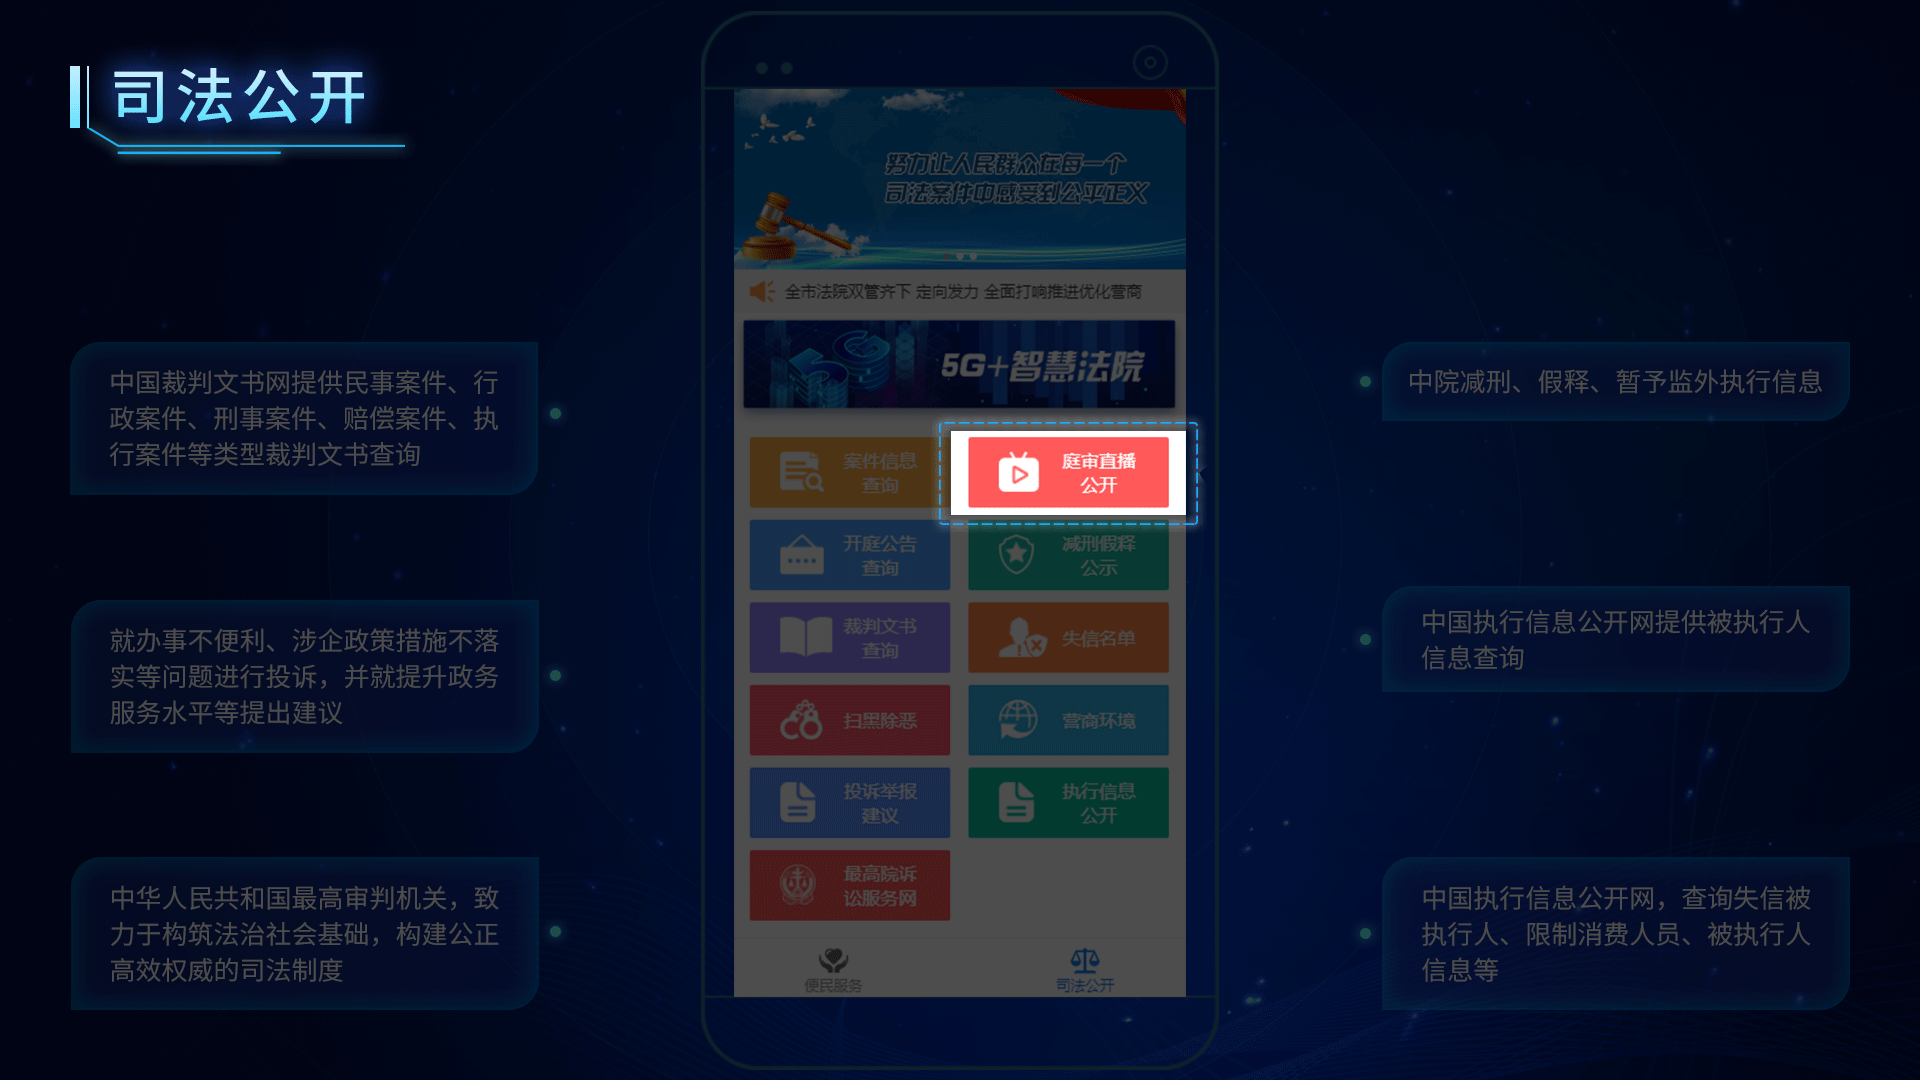 司法公开
努力让人民群众在每一个
司法案件中感受到公平正义
全市法院双管齐下 定向发力 全面打响推进优化营商
5G+智慧法院
案件信息
查询
庭审直播
公开
开庭公告
查询
减刑假释
公示
裁判文书
查询
失信名单
扫黑除恶
营商环境
投诉举报
建议
执行信息
公开
最高院诉
讼服务网
便民服务
司法公开
中国裁判文书网提供民事案件、行
政案件、刑事案件、赔偿案件、执
行案件等类型裁判文书查询
就办事不便利、涉企政策措施不落
实等问题进行投诉，并就提升政务
服务水平等提出建议
中华人民共和国最高审判机关，致
力于构筑法治社会基础，构建公正
高效权威的司法制度
中院减刑、假释、暂予监外执行信息
中国执行信息公开网提供被执行人
信息查询
中国执行信息公开网，查询失信被
执行人、限制消费人员、被执行人
信息等